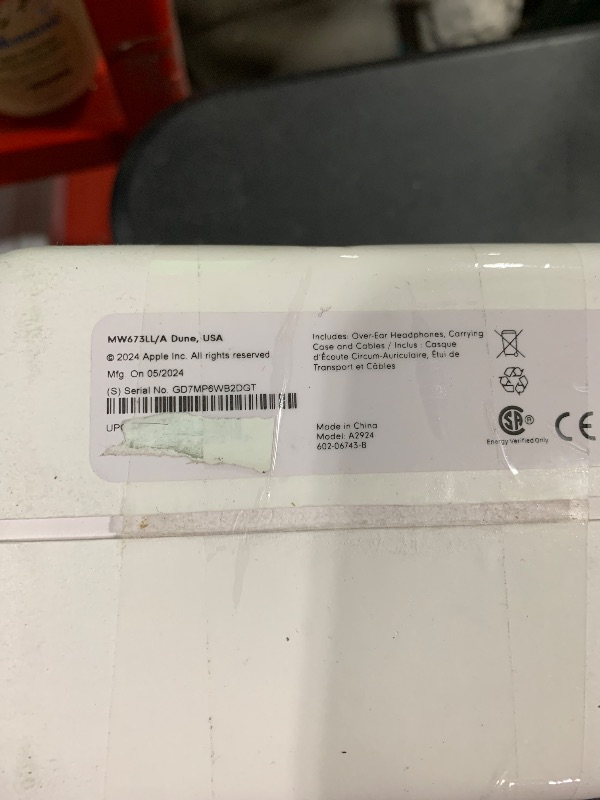 MW673LL/A Dune, USA
© 2024 Apple Inc. All rights reserved
Mfg On 05/2024
(S) Serial No. GD7MP6WB2DGT
UPC
Includes: Over-Ear Headphones, Carrying
Case and Cables / Inclus : Casque
d'Écoute Circum-Auriculaire, Étui de
Transport et Câbles
Made in China
Model: A2924
602-06743-B
SA®
Energy Verified Only
CE